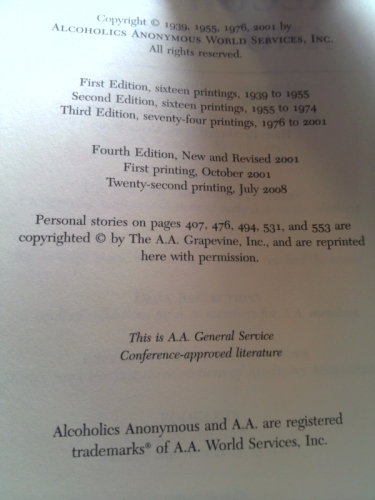 Copyright © 1939, 1955, 1976, 2001 by
ALCOHOLICS ANONYMOUS WORLD SERVICES, INC.
All rights reserved.
First Edition, sixteen printings, 1939 to 1955
Second Edition, sixteen printings, 1955 to 1974
Third Edition, seventy-four printings, 1976 to 2001
Fourth Edition, New and Revised 2001
First printing, October 2001
Twenty-second printing, July 2008
Personal stories on pages 407, 476, 494, 531, and 553 are
copyrighted © by The A.A. Grapevine, Inc., and are reprinted
here with permission.
This is A.A. General Service
Conference-approved literature
Alcoholics Anonymous and A.A. are registered
trademarks® of A.A. World Services, Inc.